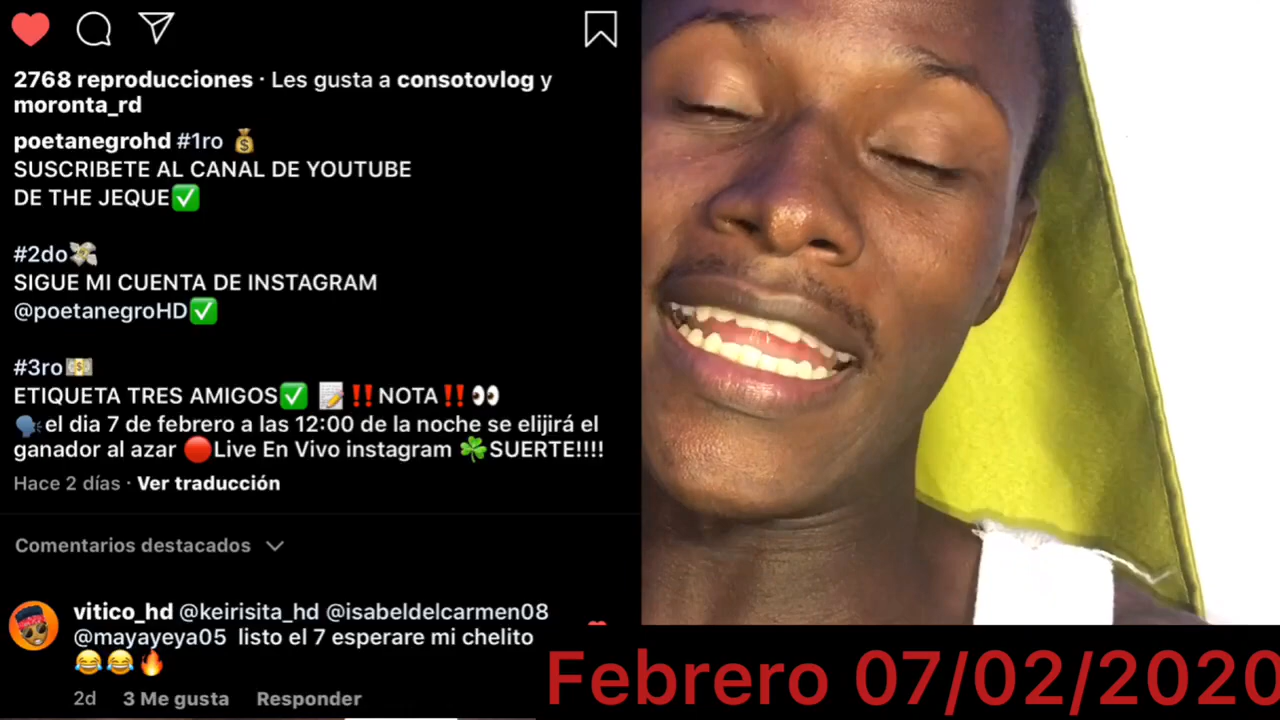 2768 reproducciones · Les gusta a consotovlog y
moronta_rd
poetanegrohd #1ro 💰
SUSCRIBETE AL CANAL DE YOUTUBE
DE THE JEQUE✅
#2do💸
SIGUE MI CUENTA DE INSTAGRAM
@poetanegroHD✅
#3ro💵
ETIQUETA TRES AMIGOS✅ 📝‼️NOTA‼️👀
🗣️el dia 7 de febrero a las 12:00 de la noche se elijirá el
ganador al azar 🔴Live En Vivo instagram ☘️SUERTE!!!!
Hace 2 días · Ver traducción
Comentarios destacados
vitico_hd @keirisita_hd @isabeldelcarmen08
@mayayeya05 listo el 7 esperare mi chelito
😂😂🔥
2d 3 Me gusta Responder
Febrero 07/02/2020